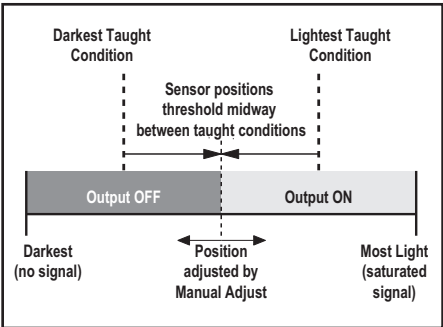 Darkest Taught
Condition
Lightest Taught
Condition
Sensor positions
threshold midway
between taught conditions
Output OFF
Output ON
Darkest
(no signal)
Position
adjusted by
Manual Adjust
Most Light
(saturated
signal)